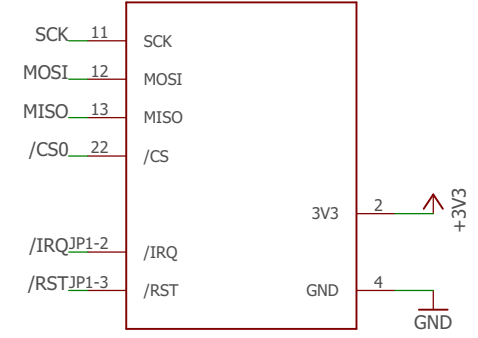 SCK 11 SCK
MOSI 12 MOSI
MISO 13 MISO
/CS0 22 /CS
3V3 2 +3V3
/IRQ JP1-2 /IRQ
/RST JP1-3 /RST
GND 4
GND